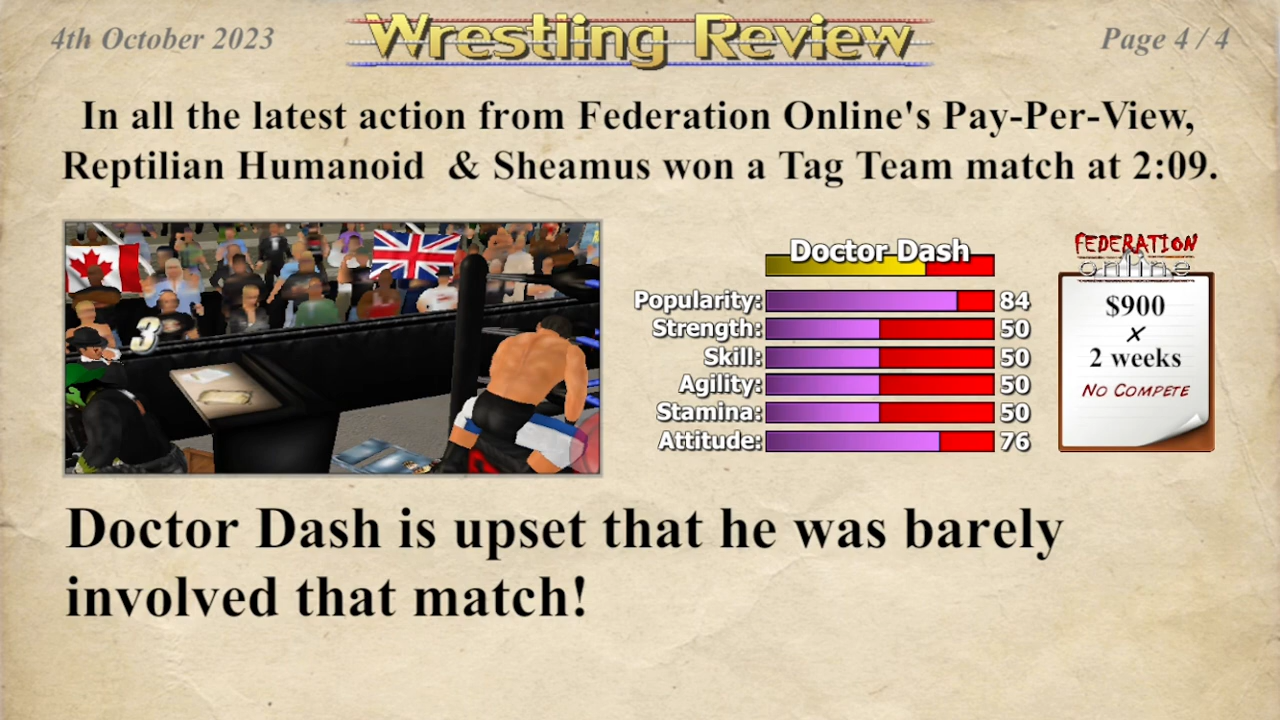 4th October 2023
Wrestling Review
Page 4 / 4
In all the latest action from Federation Online's Pay-Per-View,
Reptilian Humanoid & Sheamus won a Tag Team match at 2:09.
3
Doctor Dash
Popularity: 84
Strength: 50
Skill: 50
Agility: 50
Stamina: 50
Attitude: 76
FEDERATION
online
$900
x
2 weeks
No Compete
Doctor Dash is upset that he was barely
involved that match!